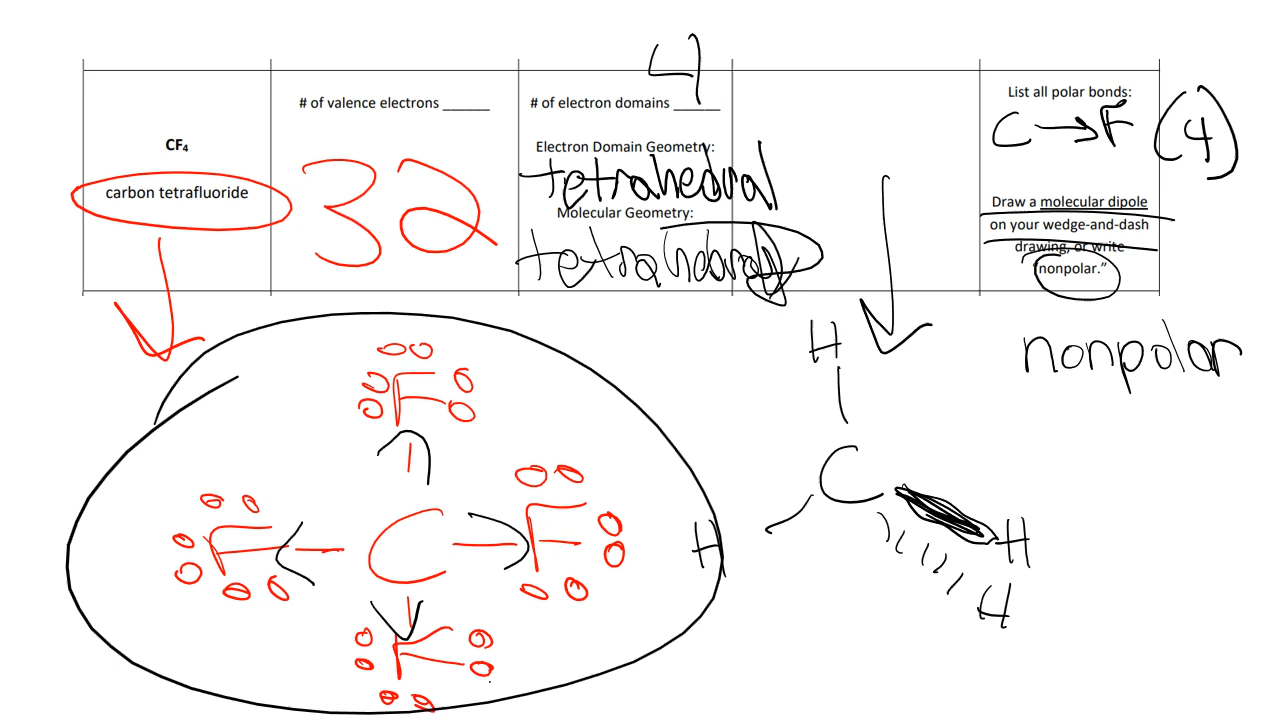 CF₄
carbon tetrafluoride
# of valence electrons ______
32
4
# of electron domains ______
Electron Domain Geometry:
tetrahedral
Molecular Geometry:
List all polar bonds:
C → F (4)
Draw a molecular dipole
on your wedge-and-dash
drawing, or write
"nonpolar."
nonpolar
F
F C F
F
H
C
H H
H